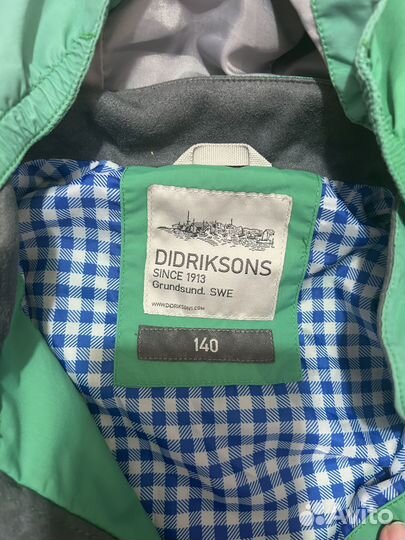 DIDRIKSONS
SINCE 1913
Grundsund. SWE
WWW.DIDRIKSONS.COM
140
Avito